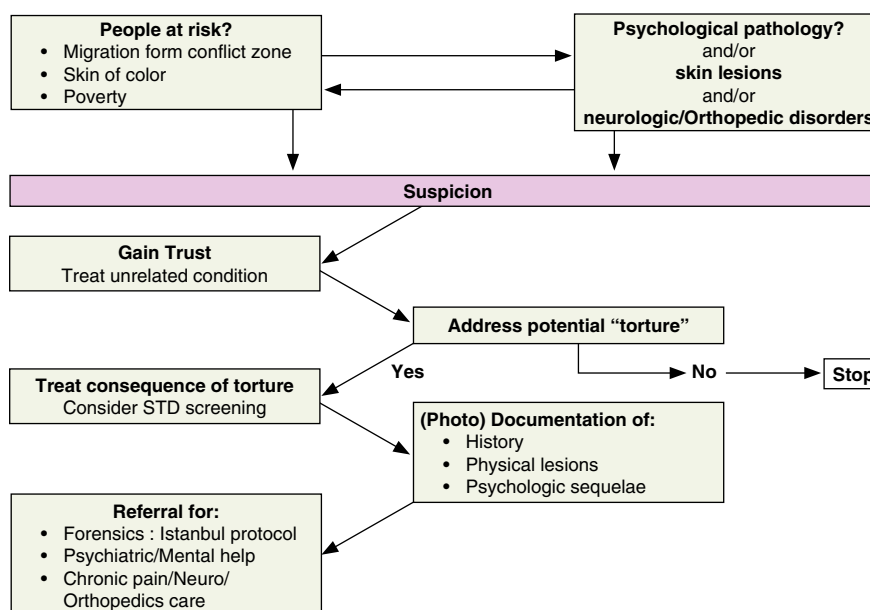 People at risk?
• Migration form conflict zone
• Skin of color
• Poverty
Psychological pathology?
and/or
skin lesions
and/or
neurologic/Orthopedic disorders
Suspicion
Gain Trust
Treat unrelated condition
Address potential “torture”
Yes
No
Stop
Treat consequence of torture
Consider STD screening
(Photo) Documentation of:
• History
• Physical lesions
• Psychologic sequelae
Referral for:
• Forensics : Istanbul protocol
• Psychiatric/Mental help
• Chronic pain/Neuro/
Orthopedics care